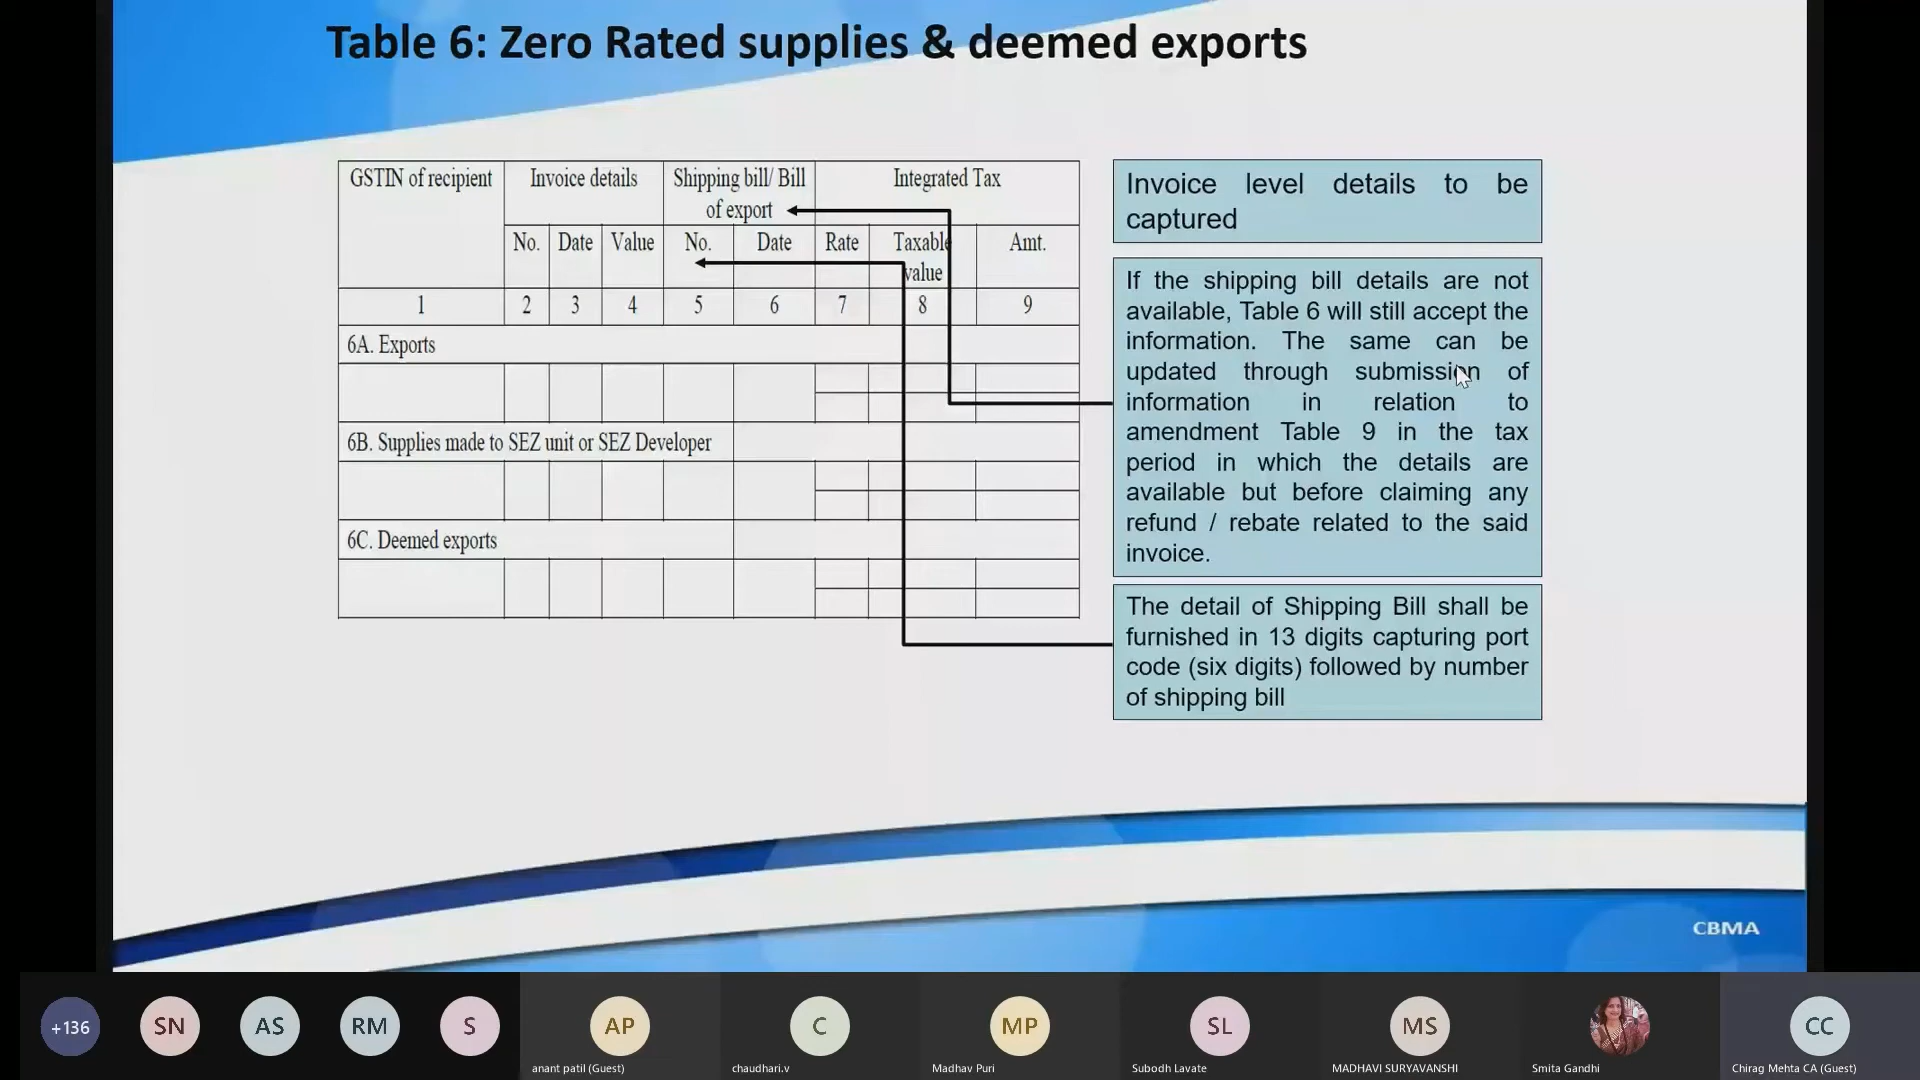 Table 6: Zero Rated supplies & deemed exports
GSTIN of recipient
Invoice details
Shipping bill/ Bill
of export
Integrated Tax
No.
Date
Value
No.
Date
Rate
Taxable
value
Amt.
1
2
3
4
5
6
7
8
9
6A. Exports
6B. Supplies made to SEZ unit or SEZ Developer
6C. Deemed exports
Invoice level details to be
captured
If the shipping bill details are not
available, Table 6 will still accept the
information. The same can be
updated through submission of
information in relation to
amendment Table 9 in the tax
period in which the details are
available but before claiming any
refund / rebate related to the said
invoice.
The detail of Shipping Bill shall be
furnished in 13 digits capturing port
code (six digits) followed by number
of shipping bill
CBMA
+136
SN
AS
RM
S
AP
C
MP
SL
MS
CC
anant patil (Guest)
chaudhari.v
Madhav Puri
Subodh Lavate
MADHAVI SURYAVANSHI
Smita Gandhi
Chirag Mehta CA (Guest)